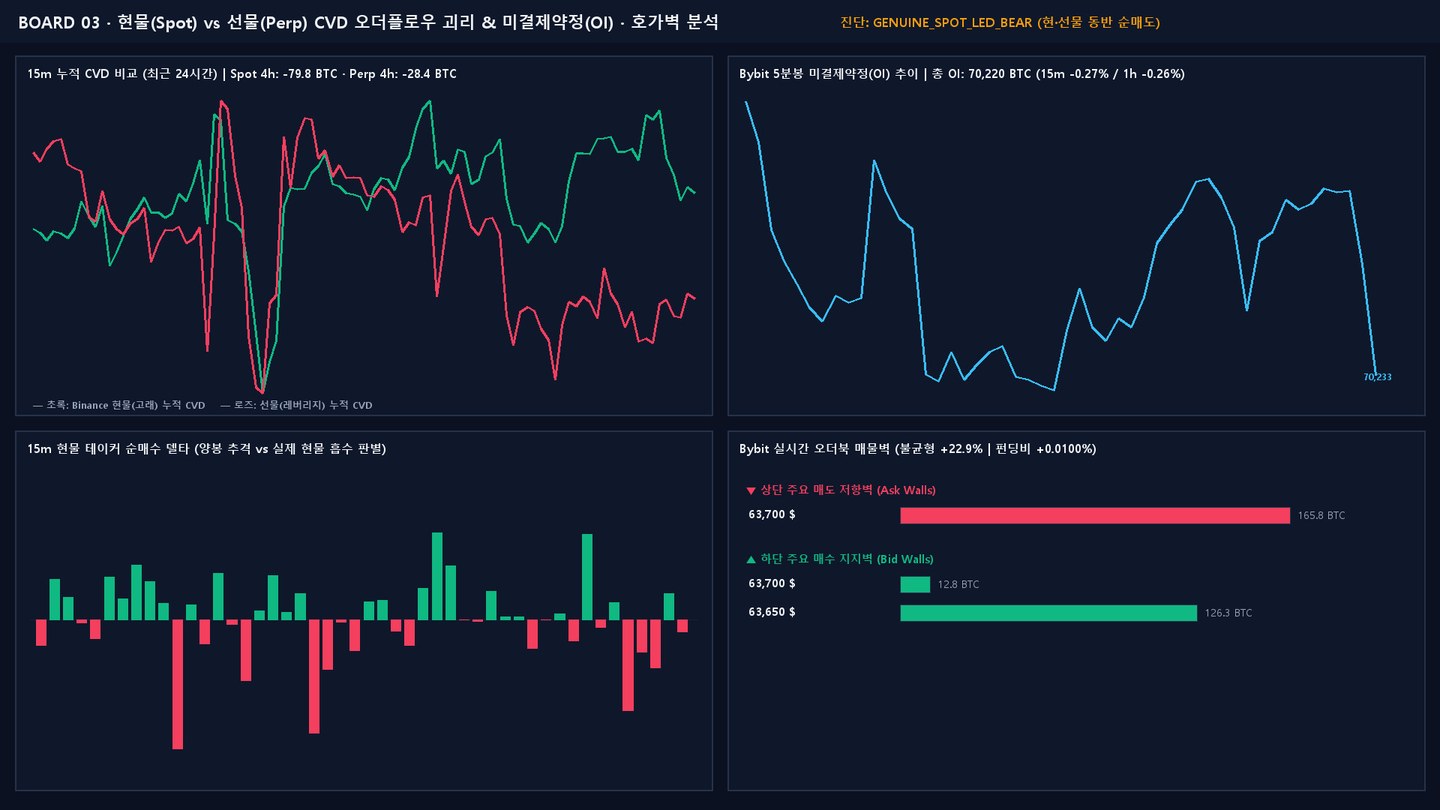 BOARD 03 · 현물(Spot) vs 선물(Perp) CVD 오더플로우 괴리 & 미결제약정(OI) · 호가벽 분석
진단: GENUINE_SPOT_LED_BEAR (현·선물 동반 순매도)
15m 누적 CVD 비교 (최근 24시간) | Spot 4h: -79.8 BTC · Perp 4h: -28.4 BTC
— 초록: Binance 현물(고래) 누적 CVD — 로즈: 선물(레버리지) 누적 CVD
Bybit 5분봉 미결제약정(OI) 추이 | 총 OI: 70,220 BTC (15m -0.27% / 1h -0.26%)
70,233
15m 현물 테이커 순매수 델타 (양봉 추격 vs 실제 현물 흡수 판별)
Bybit 실시간 오더북 매물벽 (불균형 +22.9% | 펀딩비 +0.0100%)
▼ 상단 주요 매도 저항벽 (Ask Walls)
63,700 $ 165.8 BTC
▲ 하단 주요 매수 지지벽 (Bid Walls)
63,700 $ 12.8 BTC
63,650 $ 126.3 BTC